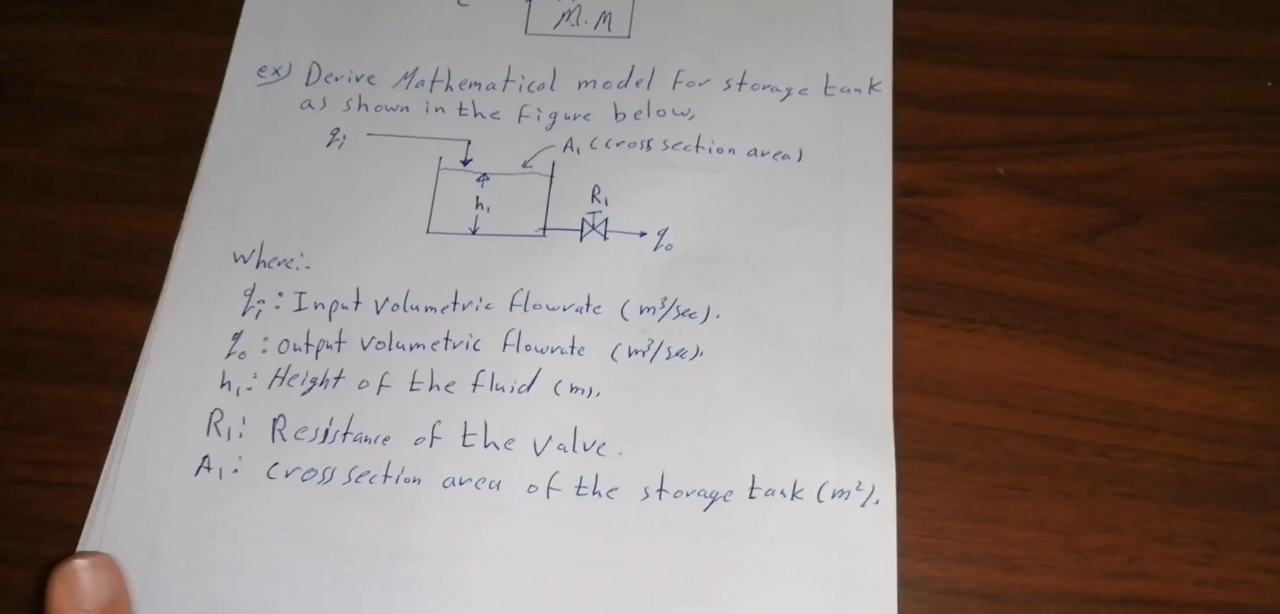 M.M
ex) Derive Mathematical model for storage tank
as shown in the figure below,
qi
A1 (cross section area)
h1
R1
qo
where:-
qi : Input volumetric flowrate (m³/sec).
qo : output volumetric flowrate (m³/sec).
h1 : Height of the fluid (m).
R1 : Resistance of the valve.
A1 : cross section area of the storage tank (m²).